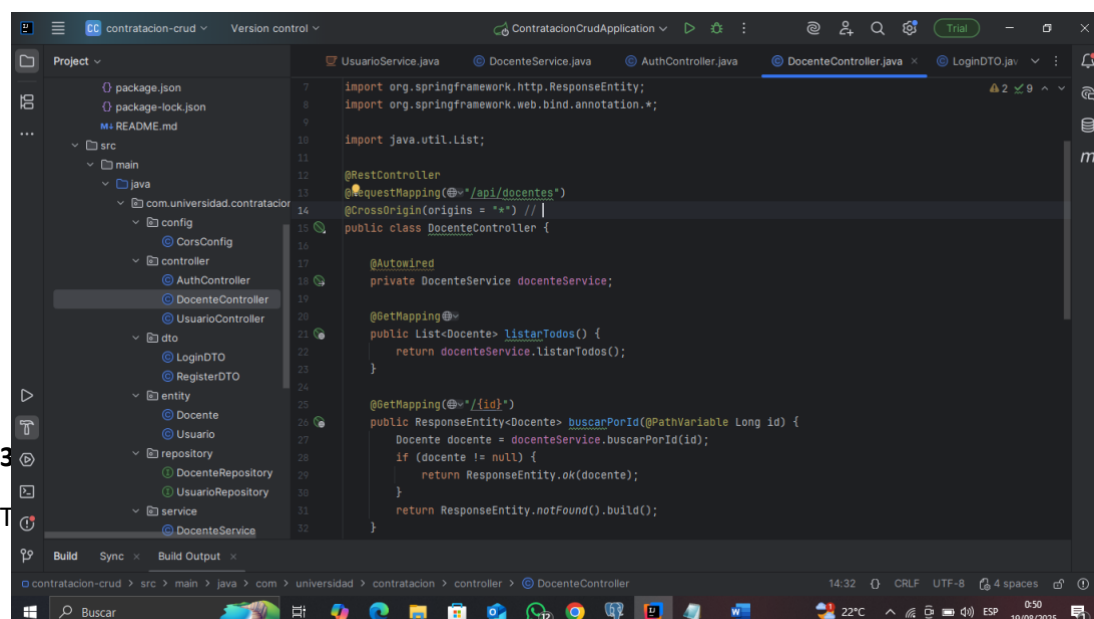 CC contratacion-crud Version control ContratacionCrudApplication Trial
Project
UsuarioService.java DocenteService.java AuthController.java DocenteController.java LoginDTO.jav
package.json
package-lock.json
M↓ README.md
src
main
java
com.universidad.contratacior
config
CorsConfig
controller
AuthController
DocenteController
UsuarioController
dto
LoginDTO
RegisterDTO
entity
Docente
Usuario
repository
DocenteRepository
UsuarioRepository
service
DocenteService
2 9
7 import org.springframework.http.ResponseEntity;
8 import org.springframework.web.bind.annotation.*;
9
10 import java.util.List;
11
12 @RestController
13 @RequestMapping("/api/docentes")
14 @CrossOrigin(origins = "*") //
15 public class DocenteController {
16
17 @Autowired
18 private DocenteService docenteService;
19
20 @GetMapping
21 public List<Docente> listarTodos() {
22 return docenteService.listarTodos();
23 }
24
25 @GetMapping("/{id}")
26 public ResponseEntity<Docente> buscarPorId(@PathVariable Long id) {
27 Docente docente = docenteService.buscarPorId(id);
28 if (docente != null) {
29 return ResponseEntity.ok(docente);
30 }
31 return ResponseEntity.notFound().build();
32 }
3
T
m
Build Sync Build Output
contratacion-crud > src > main > java > com > universidad > contratacion > controller > DocenteController 14:32 {} CRLF UTF-8 4 spaces
Buscar 22°C ESP 0:50
19/08/2025